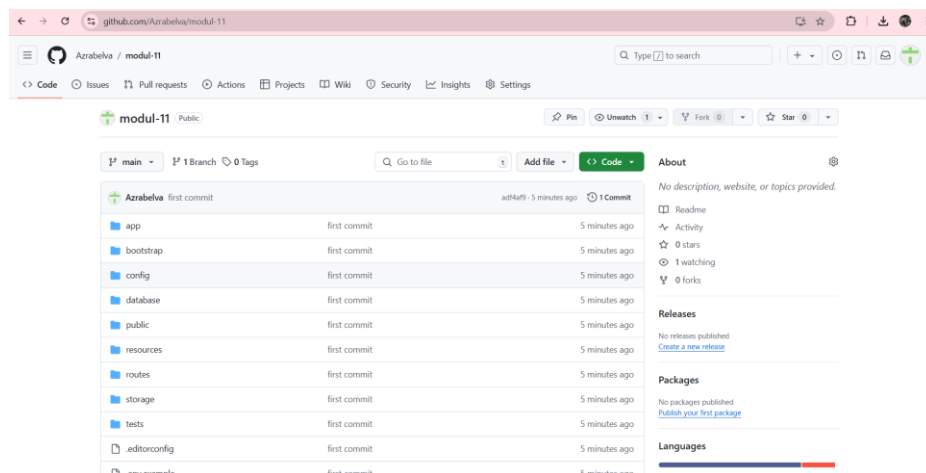 github.com/Azrabelva/modul-11
Azrabelva / modul-11
Type / to search
Code Issues Pull requests Actions Projects Wiki Security Insights Settings
modul-11 Public
Pin Unwatch 1 Fork 0 Star 0
main 1 Branch 0 Tags
Go to file t Add file Code
Azrabelva first commit adf4af9 · 5 minutes ago 1 Commit
app first commit 5 minutes ago
bootstrap first commit 5 minutes ago
config first commit 5 minutes ago
database first commit 5 minutes ago
public first commit 5 minutes ago
resources first commit 5 minutes ago
routes first commit 5 minutes ago
storage first commit 5 minutes ago
tests first commit 5 minutes ago
.editorconfig first commit 5 minutes ago
.env.example first commit 5 minutes ago
About
No description, website, or topics provided.
Readme
Activity
0 stars
1 watching
0 forks
Releases
No releases published
Create a new release
Packages
No packages published
Publish your first package
Languages